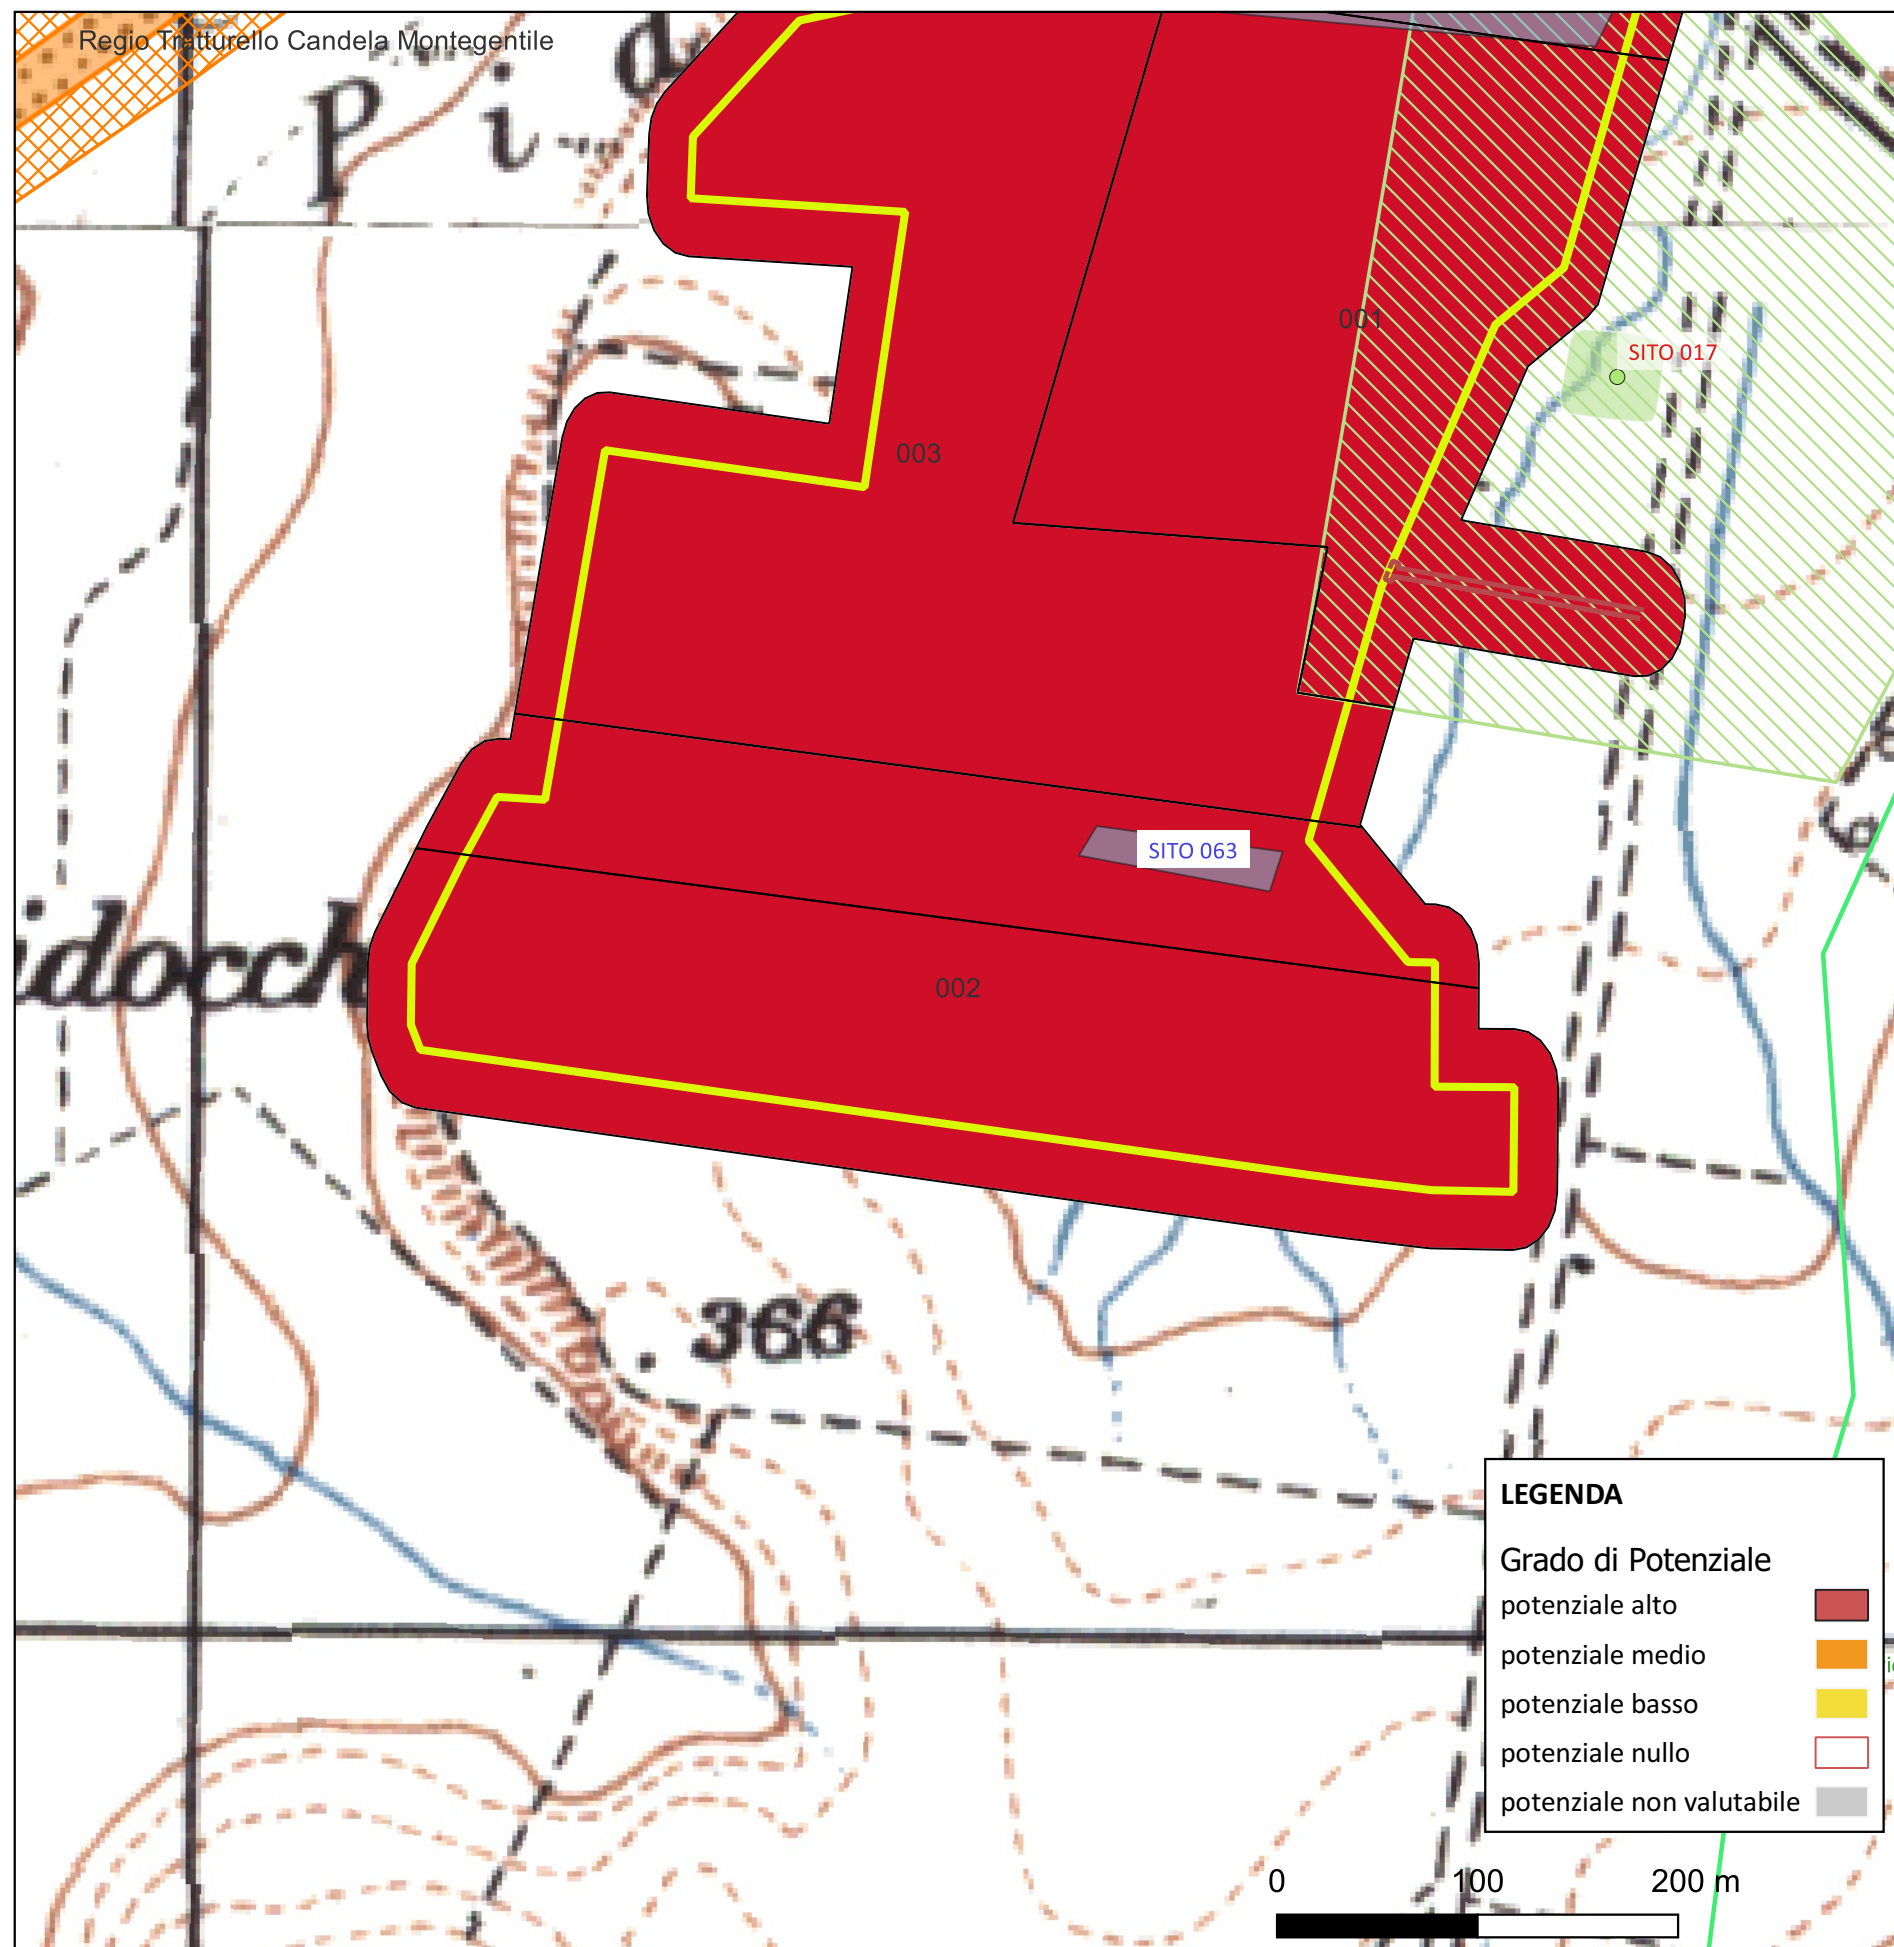 Regio Tratturello Candela Montegentile
P i d
001
SITO 017
003
SITO 063
idocch
002
366
LEGENDA
Grado di Potenziale
potenziale alto
potenziale medio
potenziale basso
potenziale nullo
potenziale non valutabile
0 100 200 m